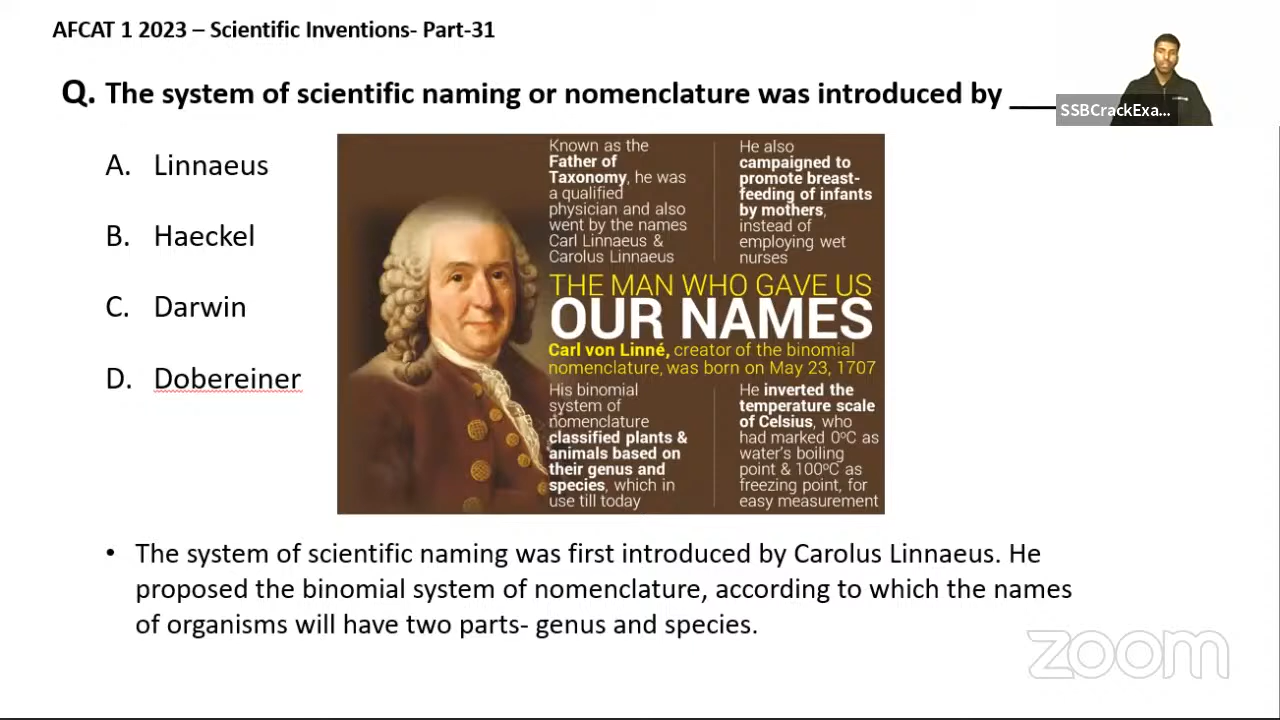 AFCAT 1 2023 – Scientific Inventions- Part-31
Q. The system of scientific naming or nomenclature was introduced by ____
SSBCrackExa...
A. Linnaeus
B. Haeckel
C. Darwin
D. Dobereiner
Known as the
Father of
Taxonomy, he was
a qualified
physician and also
went by the names
Carl Linnaeus &
Carolus Linnaeus
He also
campaigned to
promote breast-
feeding of infants
by mothers,
instead of
employing wet
nurses
THE MAN WHO GAVE US
OUR NAMES
Carl von Linné, creator of the binomial
nomenclature, was born on May 23, 1707
His binomial
system of
nomenclature
classified plants &
animals based on
their genus and
species, which in
use till today
He inverted the
temperature scale
of Celsius, who
had marked 0ºC as
water's boiling
point & 100ºC as
freezing point, for
easy measurement
• The system of scientific naming was first introduced by Carolus Linnaeus. He
proposed the binomial system of nomenclature, according to which the names
of organisms will have two parts- genus and species.
zoom